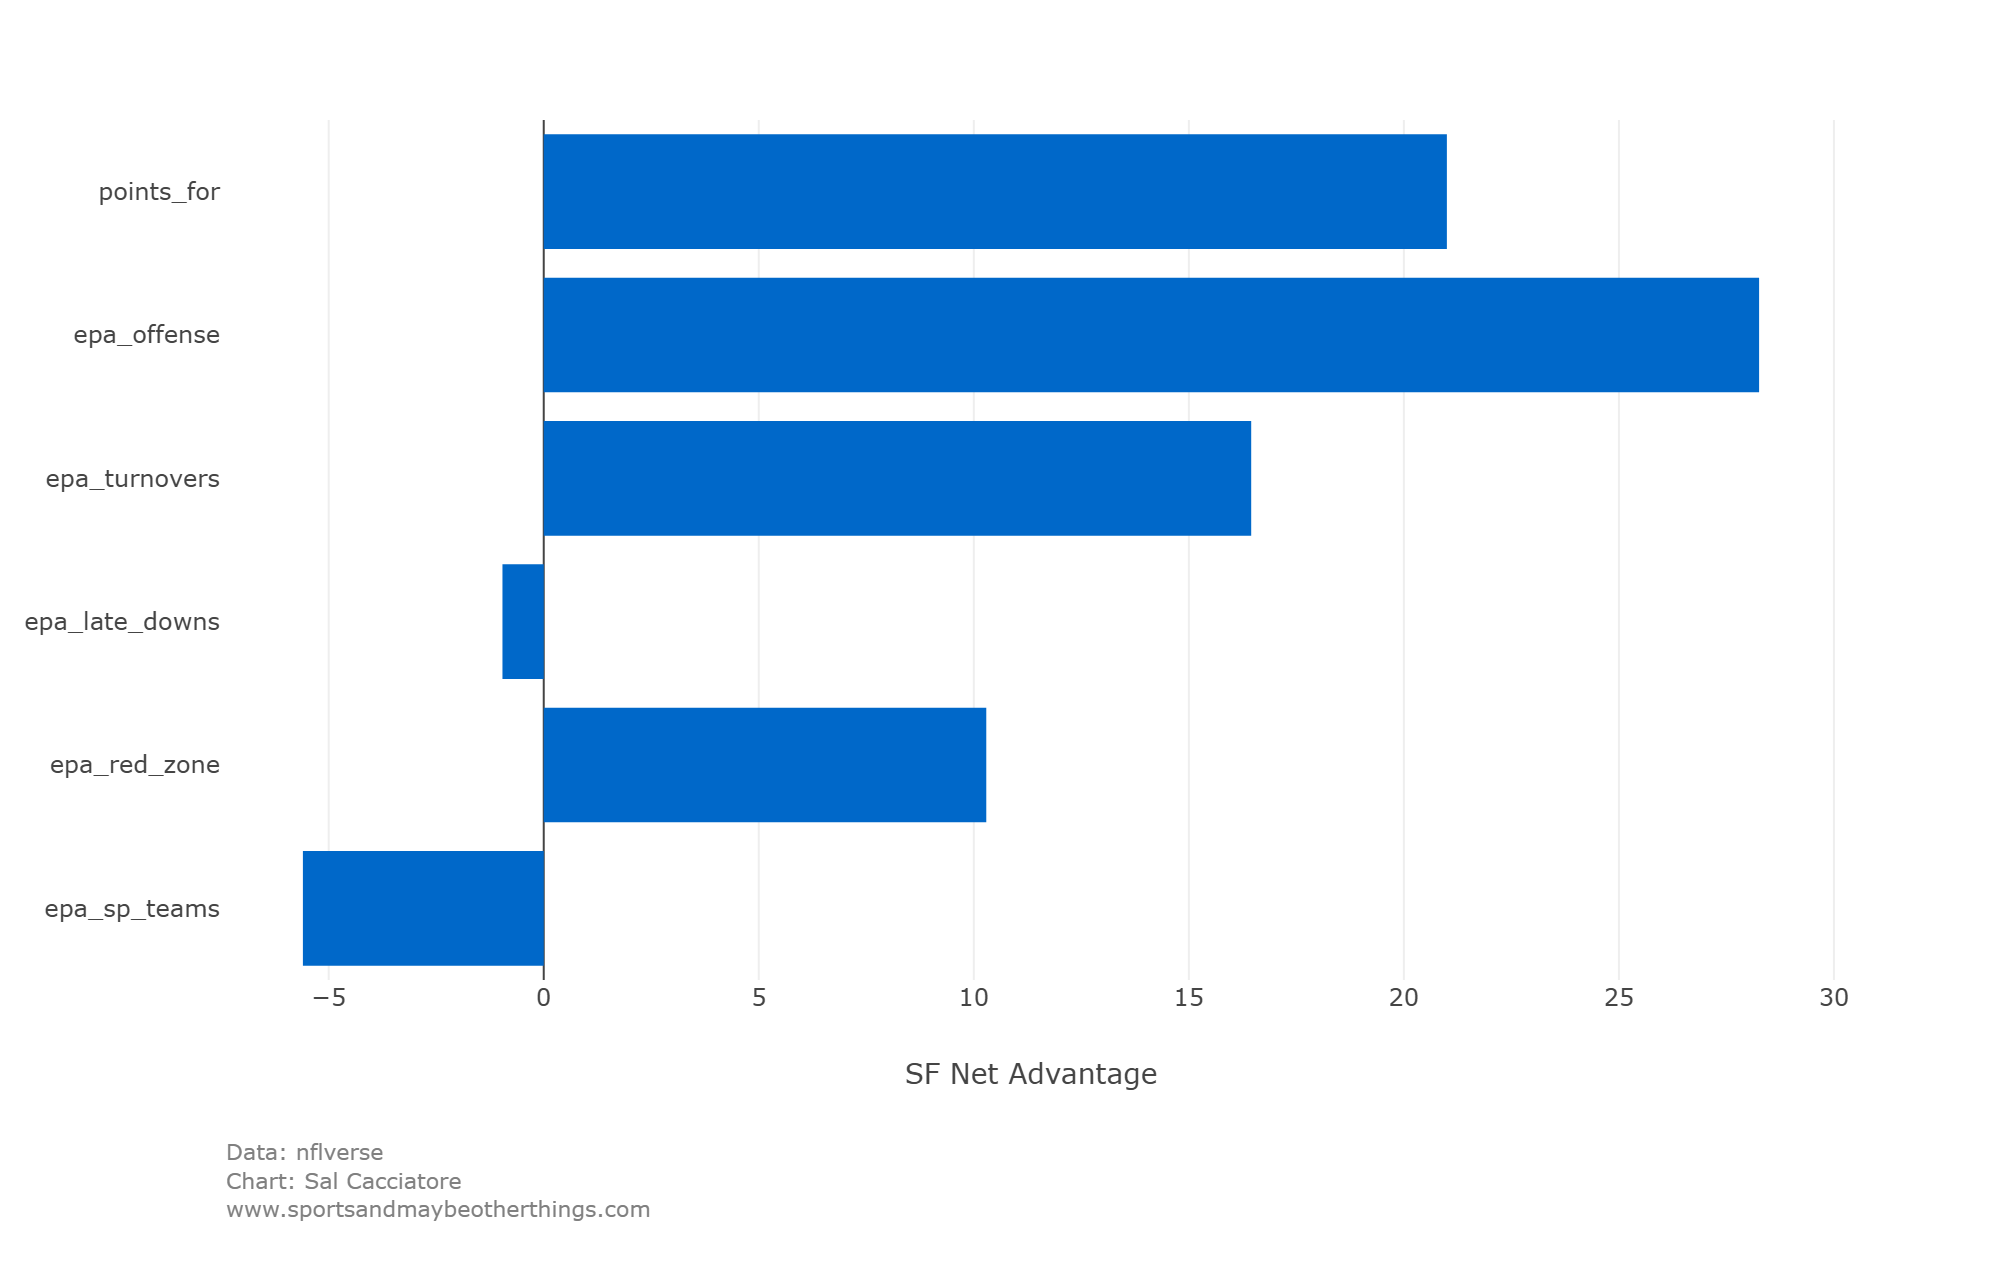 points_for
epa_offense
epa_turnovers
epa_late_downs
epa_red_zone
epa_sp_teams
−5 0 5 10 15 20 25 30
SF Net Advantage
Data: nflverse
Chart: Sal Cacciatore
www.sportsandmaybeotherthings.com